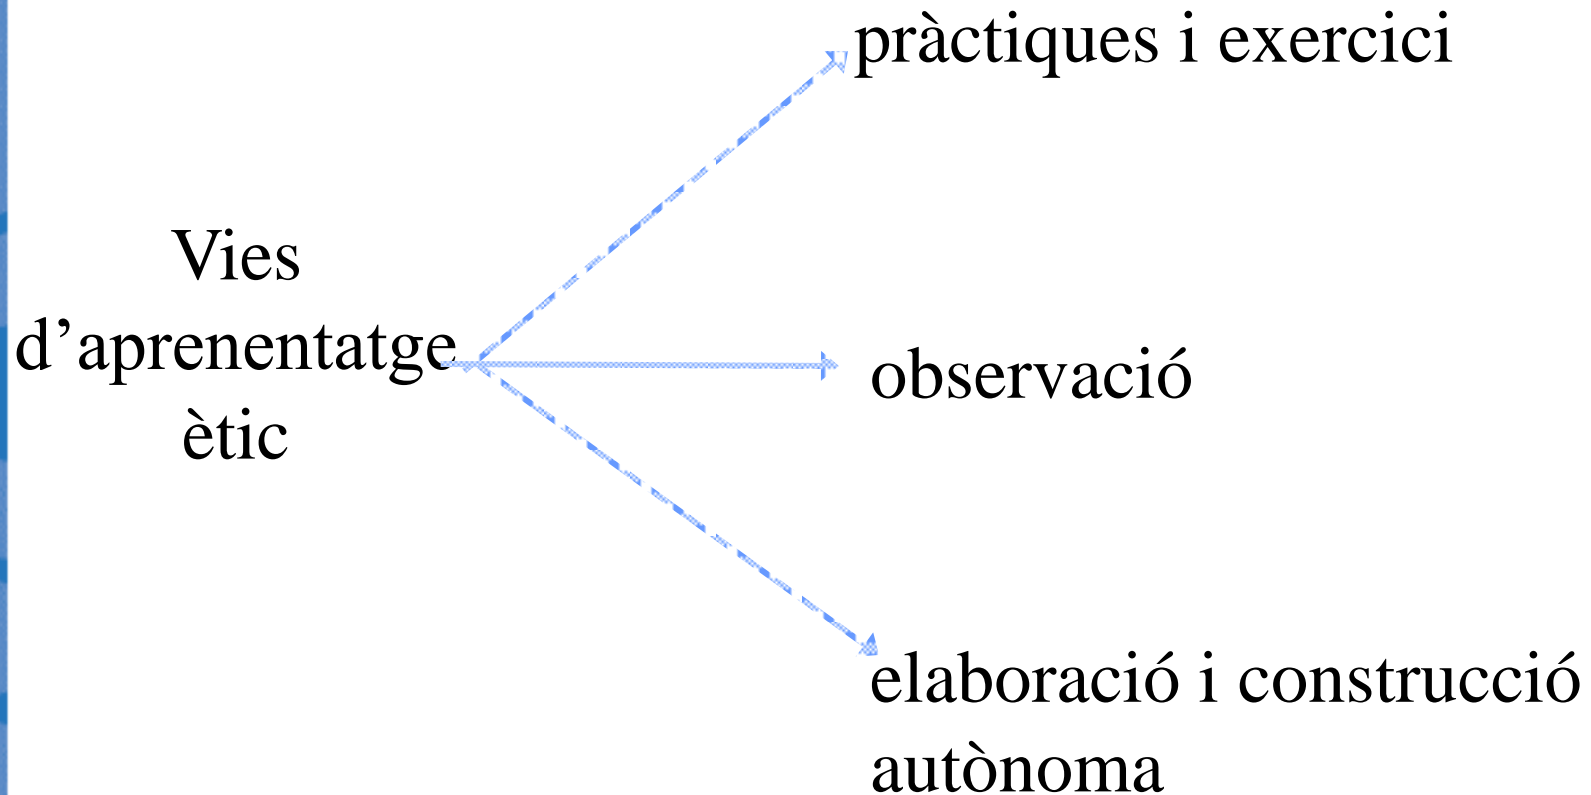 pràctiques i exercici
Vies
d’aprenentatge
ètic
observació
elaboració i construcció
autònoma